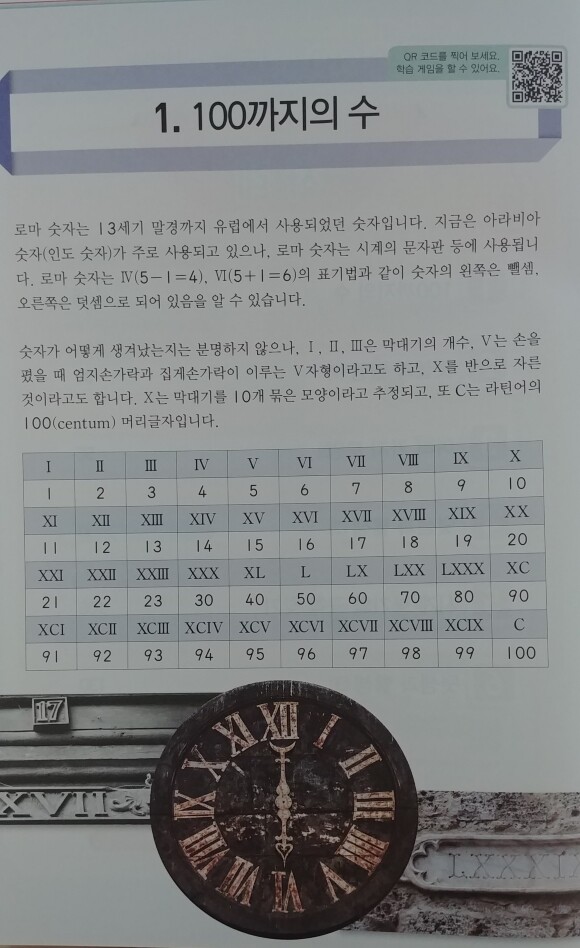 QR 코드를 찍어 보세요.
학습 게임을 할 수 있어요.
1. 100까지의 수
로마 숫자는 13세기 말경까지 유럽에서 사용되었던 숫자입니다. 지금은 아라비아
숫자(인도 숫자)가 주로 사용되고 있으나, 로마 숫자는 시계의 문자판 등에 사용됩니
다. 로마 숫자는 Ⅳ(5-1=4), Ⅵ(5+1=6)의 표기법과 같이 숫자의 왼쪽은 뺄셈,
오른쪽은 덧셈으로 되어 있음을 알 수 있습니다.
숫자가 어떻게 생겨났는지는 분명하지 않으나, Ⅰ, Ⅱ, Ⅲ은 막대기의 개수, Ⅴ는 손을
폈을 때 엄지손가락과 집게손가락이 이루는 V자형이라고도 하고, Ⅹ를 반으로 자른
것이라고도 합니다. Ⅹ는 막대기를 10개 묶은 모양이라고 추정되고, 또 C는 라틴어의
100(centum) 머리글자입니다.
Ⅰ Ⅱ Ⅲ Ⅳ Ⅴ Ⅵ Ⅶ Ⅷ Ⅸ Ⅹ
1 2 3 4 5 6 7 8 9 10
XI XII XIII XIV XV XVI XVII XVIII XIX XX
11 12 13 14 15 16 17 18 19 20
XXI XXII XXIII XXX XL L LX LXX LXXX XC
21 22 23 30 40 50 60 70 80 90
XCI XCII XCIII XCIV XCV XCVI XCVII XCVIII XCIX C
91 92 93 94 95 96 97 98 99 100
17
XVII
XII I II III IIII V VI VII VIII IX X XI